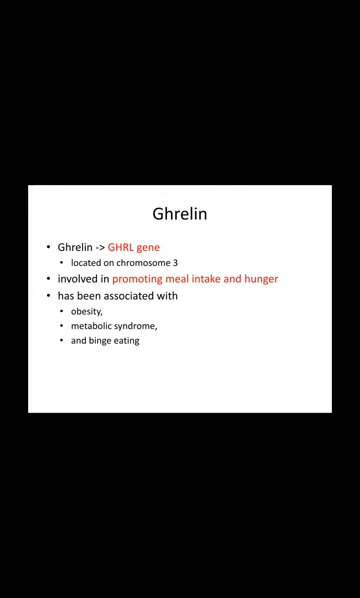 Ghrelin
• Ghrelin -> GHRL gene
• located on chromosome 3
• involved in promoting meal intake and hunger
• has been associated with
• obesity,
• metabolic syndrome,
• and binge eating